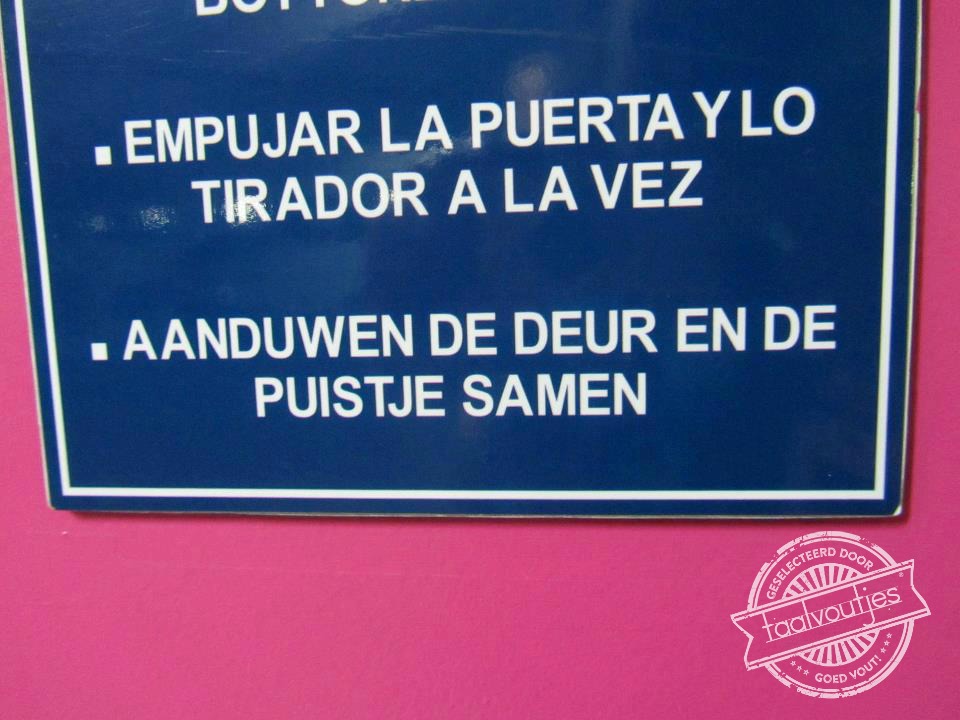 ▪ EMPUJAR LA PUERTA Y LO
TIRADOR A LA VEZ
▪ AANDUWEN DE DEUR EN DE
PUISTJE SAMEN
GESELECTEERD DOOR
taalvoutjes®
GOED VOUT!